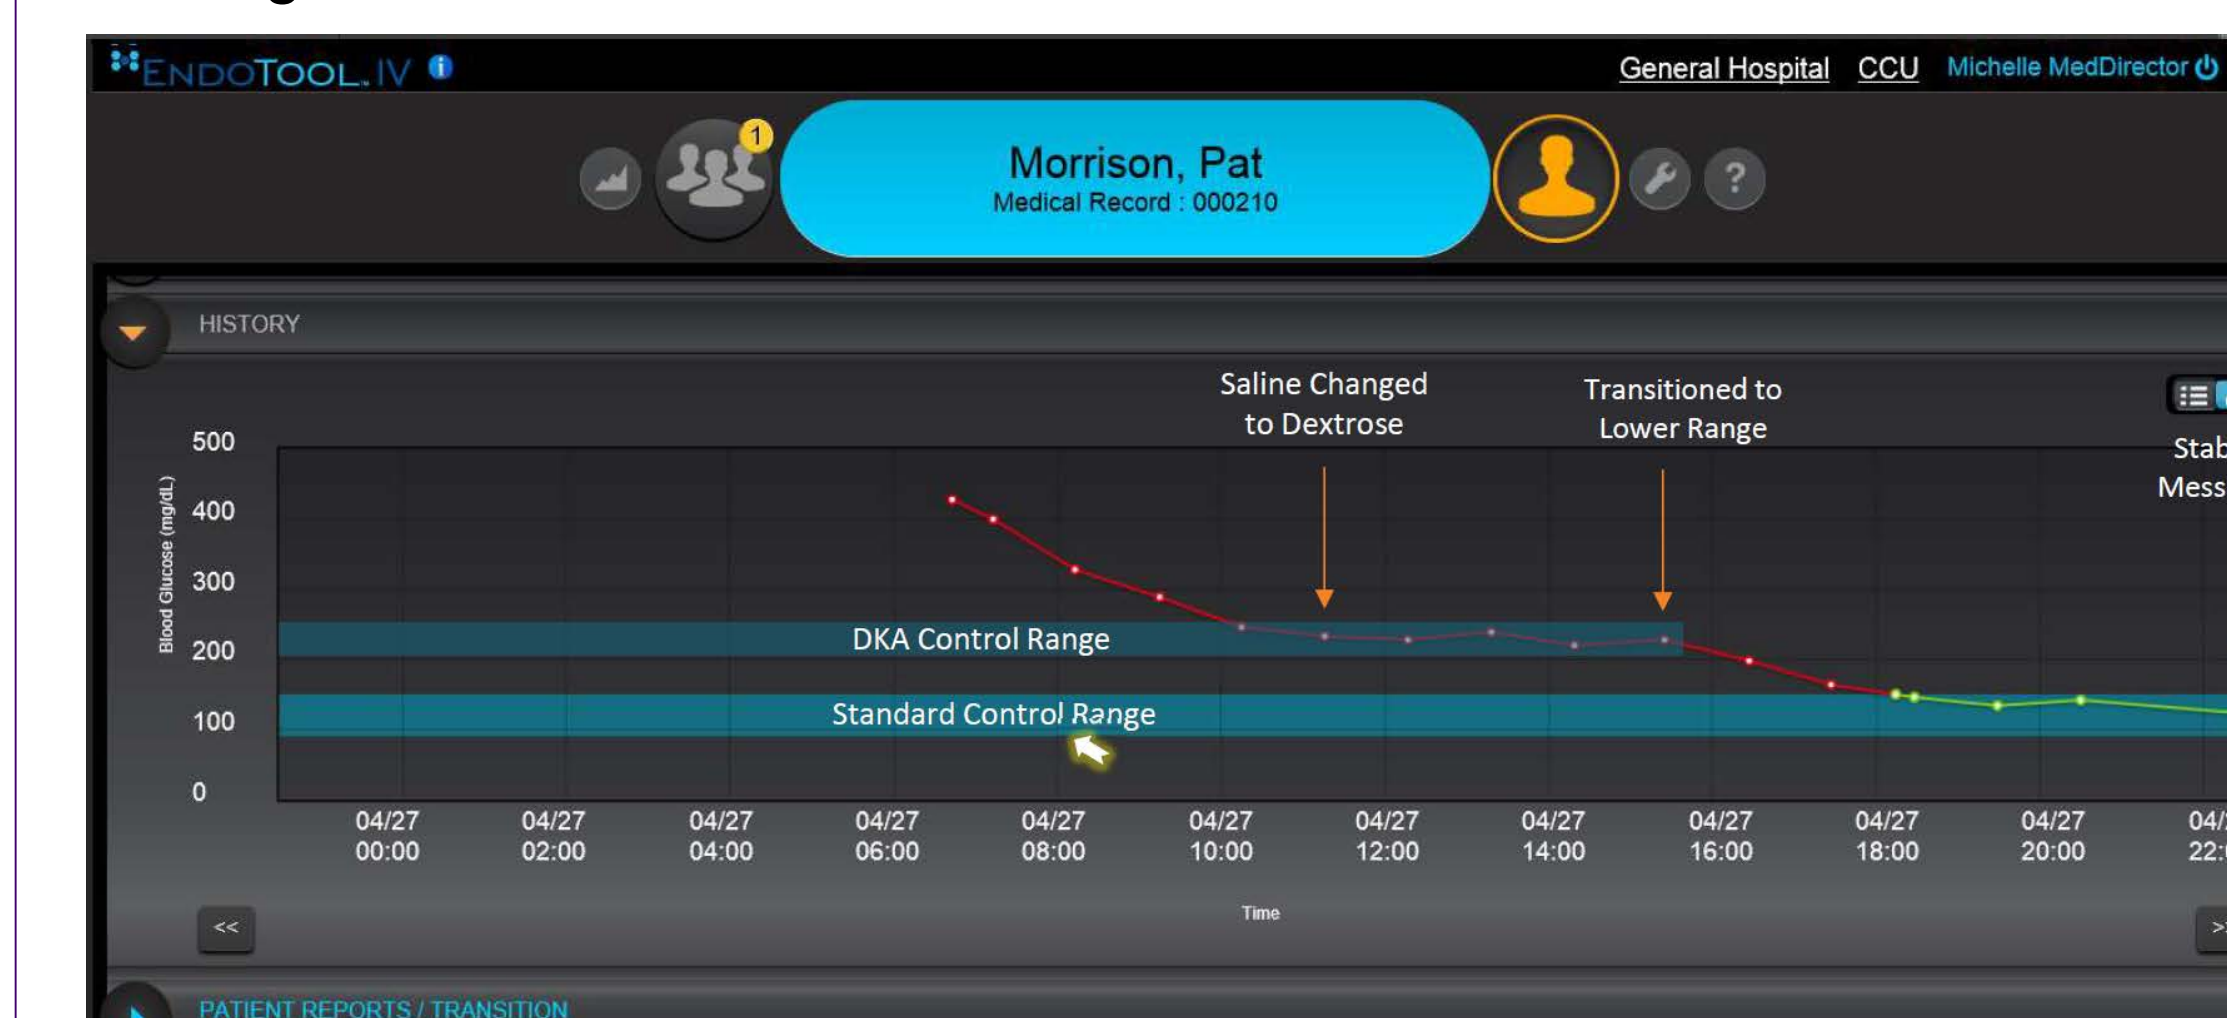 ENDOTOOL IV
General Hospital CCU Michelle MedDirector
1
Morrison, Pat
Medical Record : 000210
?
HISTORY
Saline Changed
to Dextrose
Transitioned to
Lower Range
500
400
300
200
100
0
Blood Glucose (mg/dL)
DKA Control Range
Standard Control Range
04/27 04/27 04/27 04/27 04/27 04/27 04/27 04/27 04/27 04/27 04/27
00:00 02:00 04:00 06:00 08:00 10:00 12:00 14:00 16:00 18:00 20:00
Time
<<
PATIENT REPORTS / TRANSITION